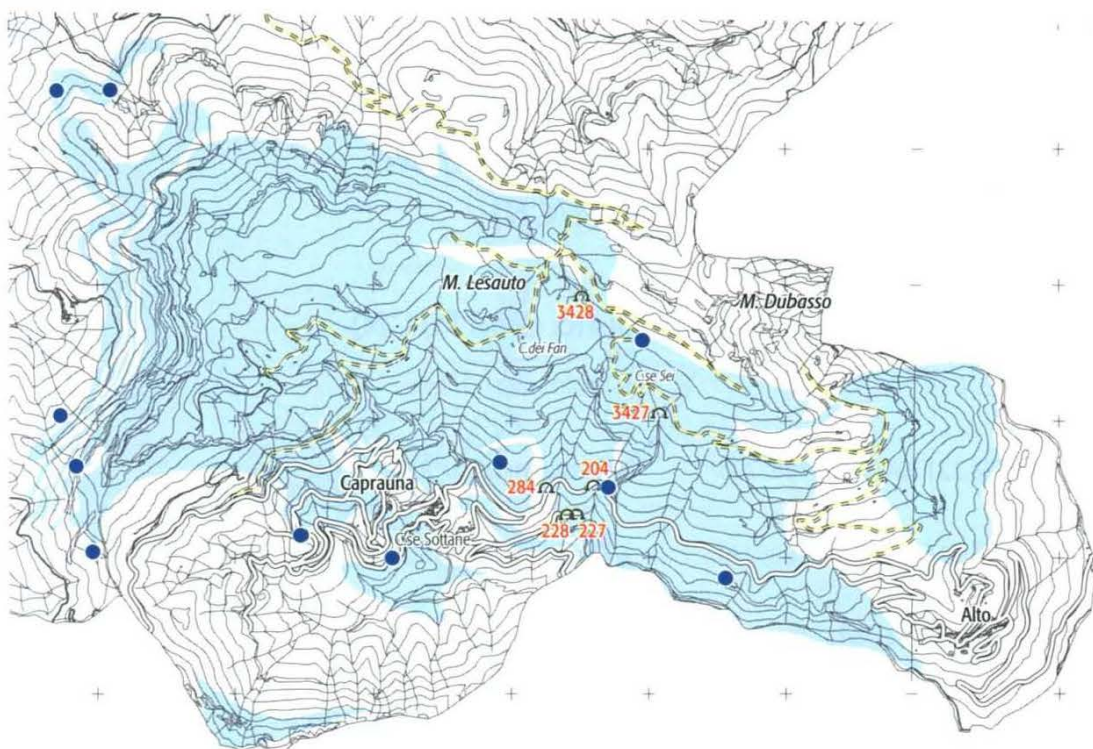 M. Lesauto
M. Dubasso
3428
C.dei Fan
C.se Sei
3427
204
Caprauna
284
228
227
C.se Sottane
Alto